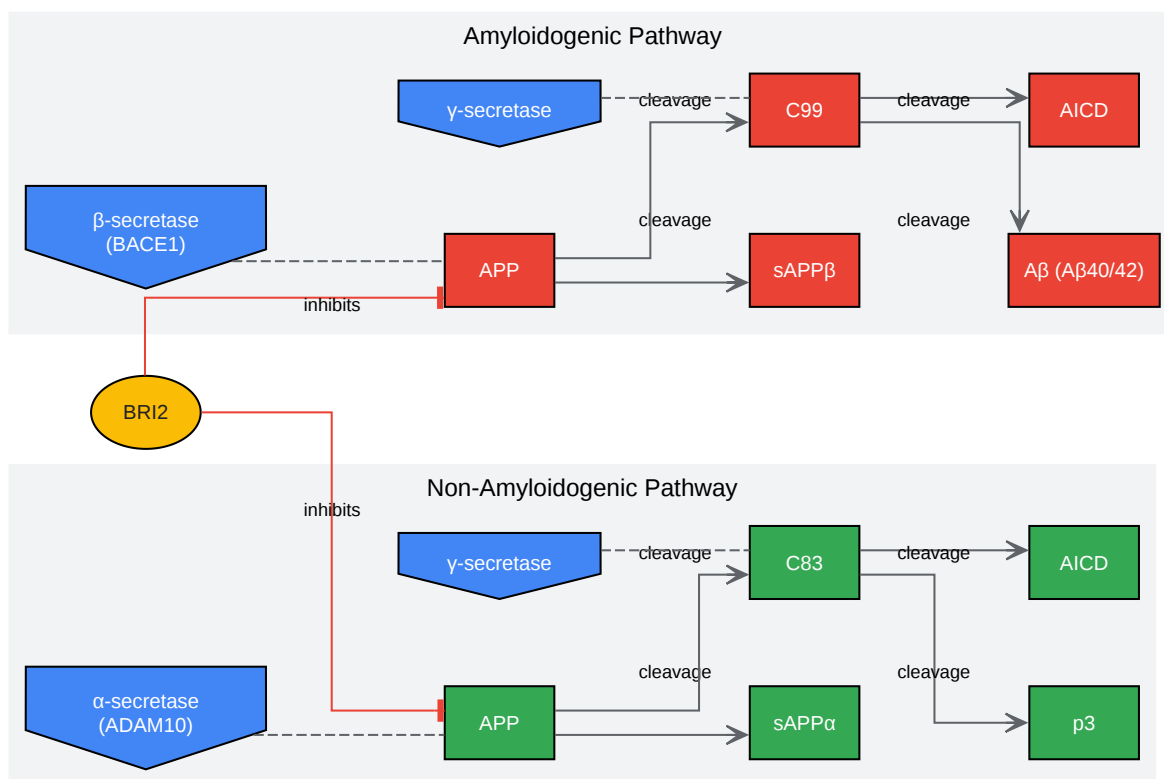 Amyloidogenic Pathway
γ-secretase
cleavage
C99
cleavage
AICD
β-secretase
(BACE1)
cleavage
cleavage
APP
sAPPβ
Aβ (Aβ40/42)
inhibits
BRI2
Non-Amyloidogenic Pathway
inhibits
γ-secretase
cleavage
C83
cleavage
AICD
α-secretase
(ADAM10)
cleavage
cleavage
APP
sAPPα
p3